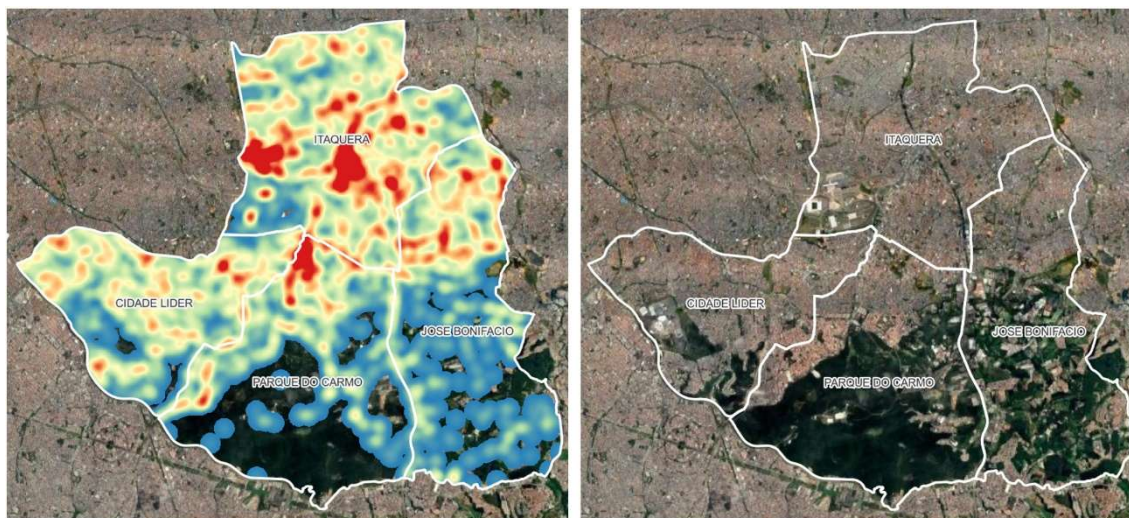 ITAQUERA
CIDADE LIDER
JOSE BONIFACIO
PARQUE DO CARMO
ITAQUERA
CIDADE LIDER
JOSE BONIFACIO
PARQUE DO CARMO